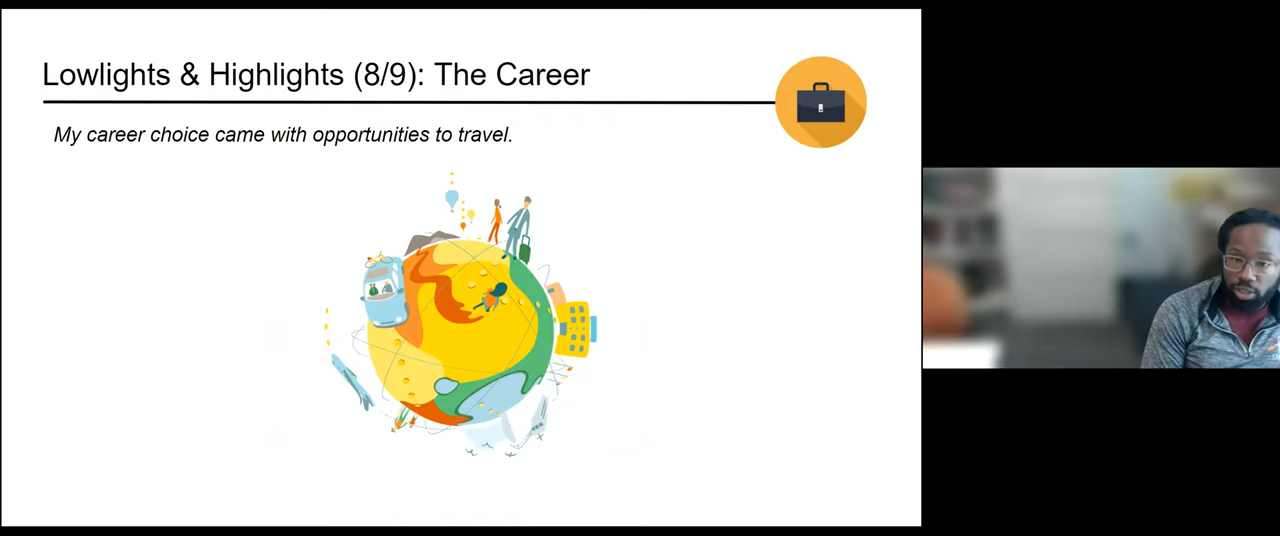 Lowlights & Highlights (8/9): The Career
My career choice came with opportunities to travel.